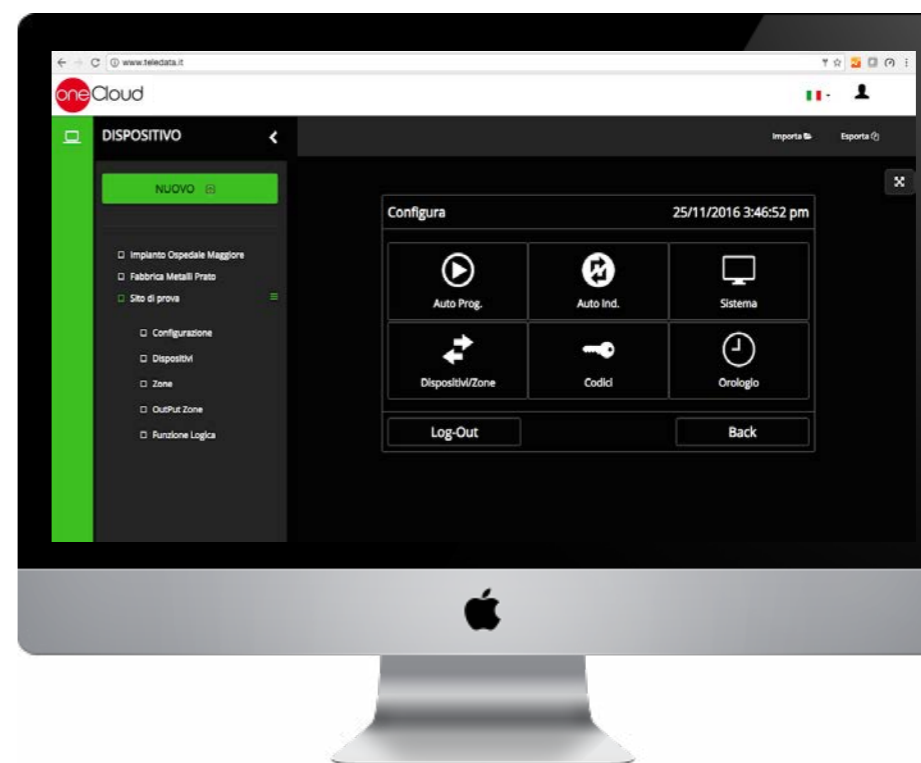 www.teledata.it
oneCloud
DISPOSITIVO
Importa
Esporta
NUOVO
Configura
25/11/2016 3:46:52 pm
Impianto Ospedale Maggiore
Fabbrica Metalli Prato
Sito di prova
Auto Prog.
Auto Ind.
Sistema
Configurazione
Dispositivi
Zone
OutPut Zone
Funzione Logica
Dispositivi/Zone
Codici
Orologio
Log-Out
Back